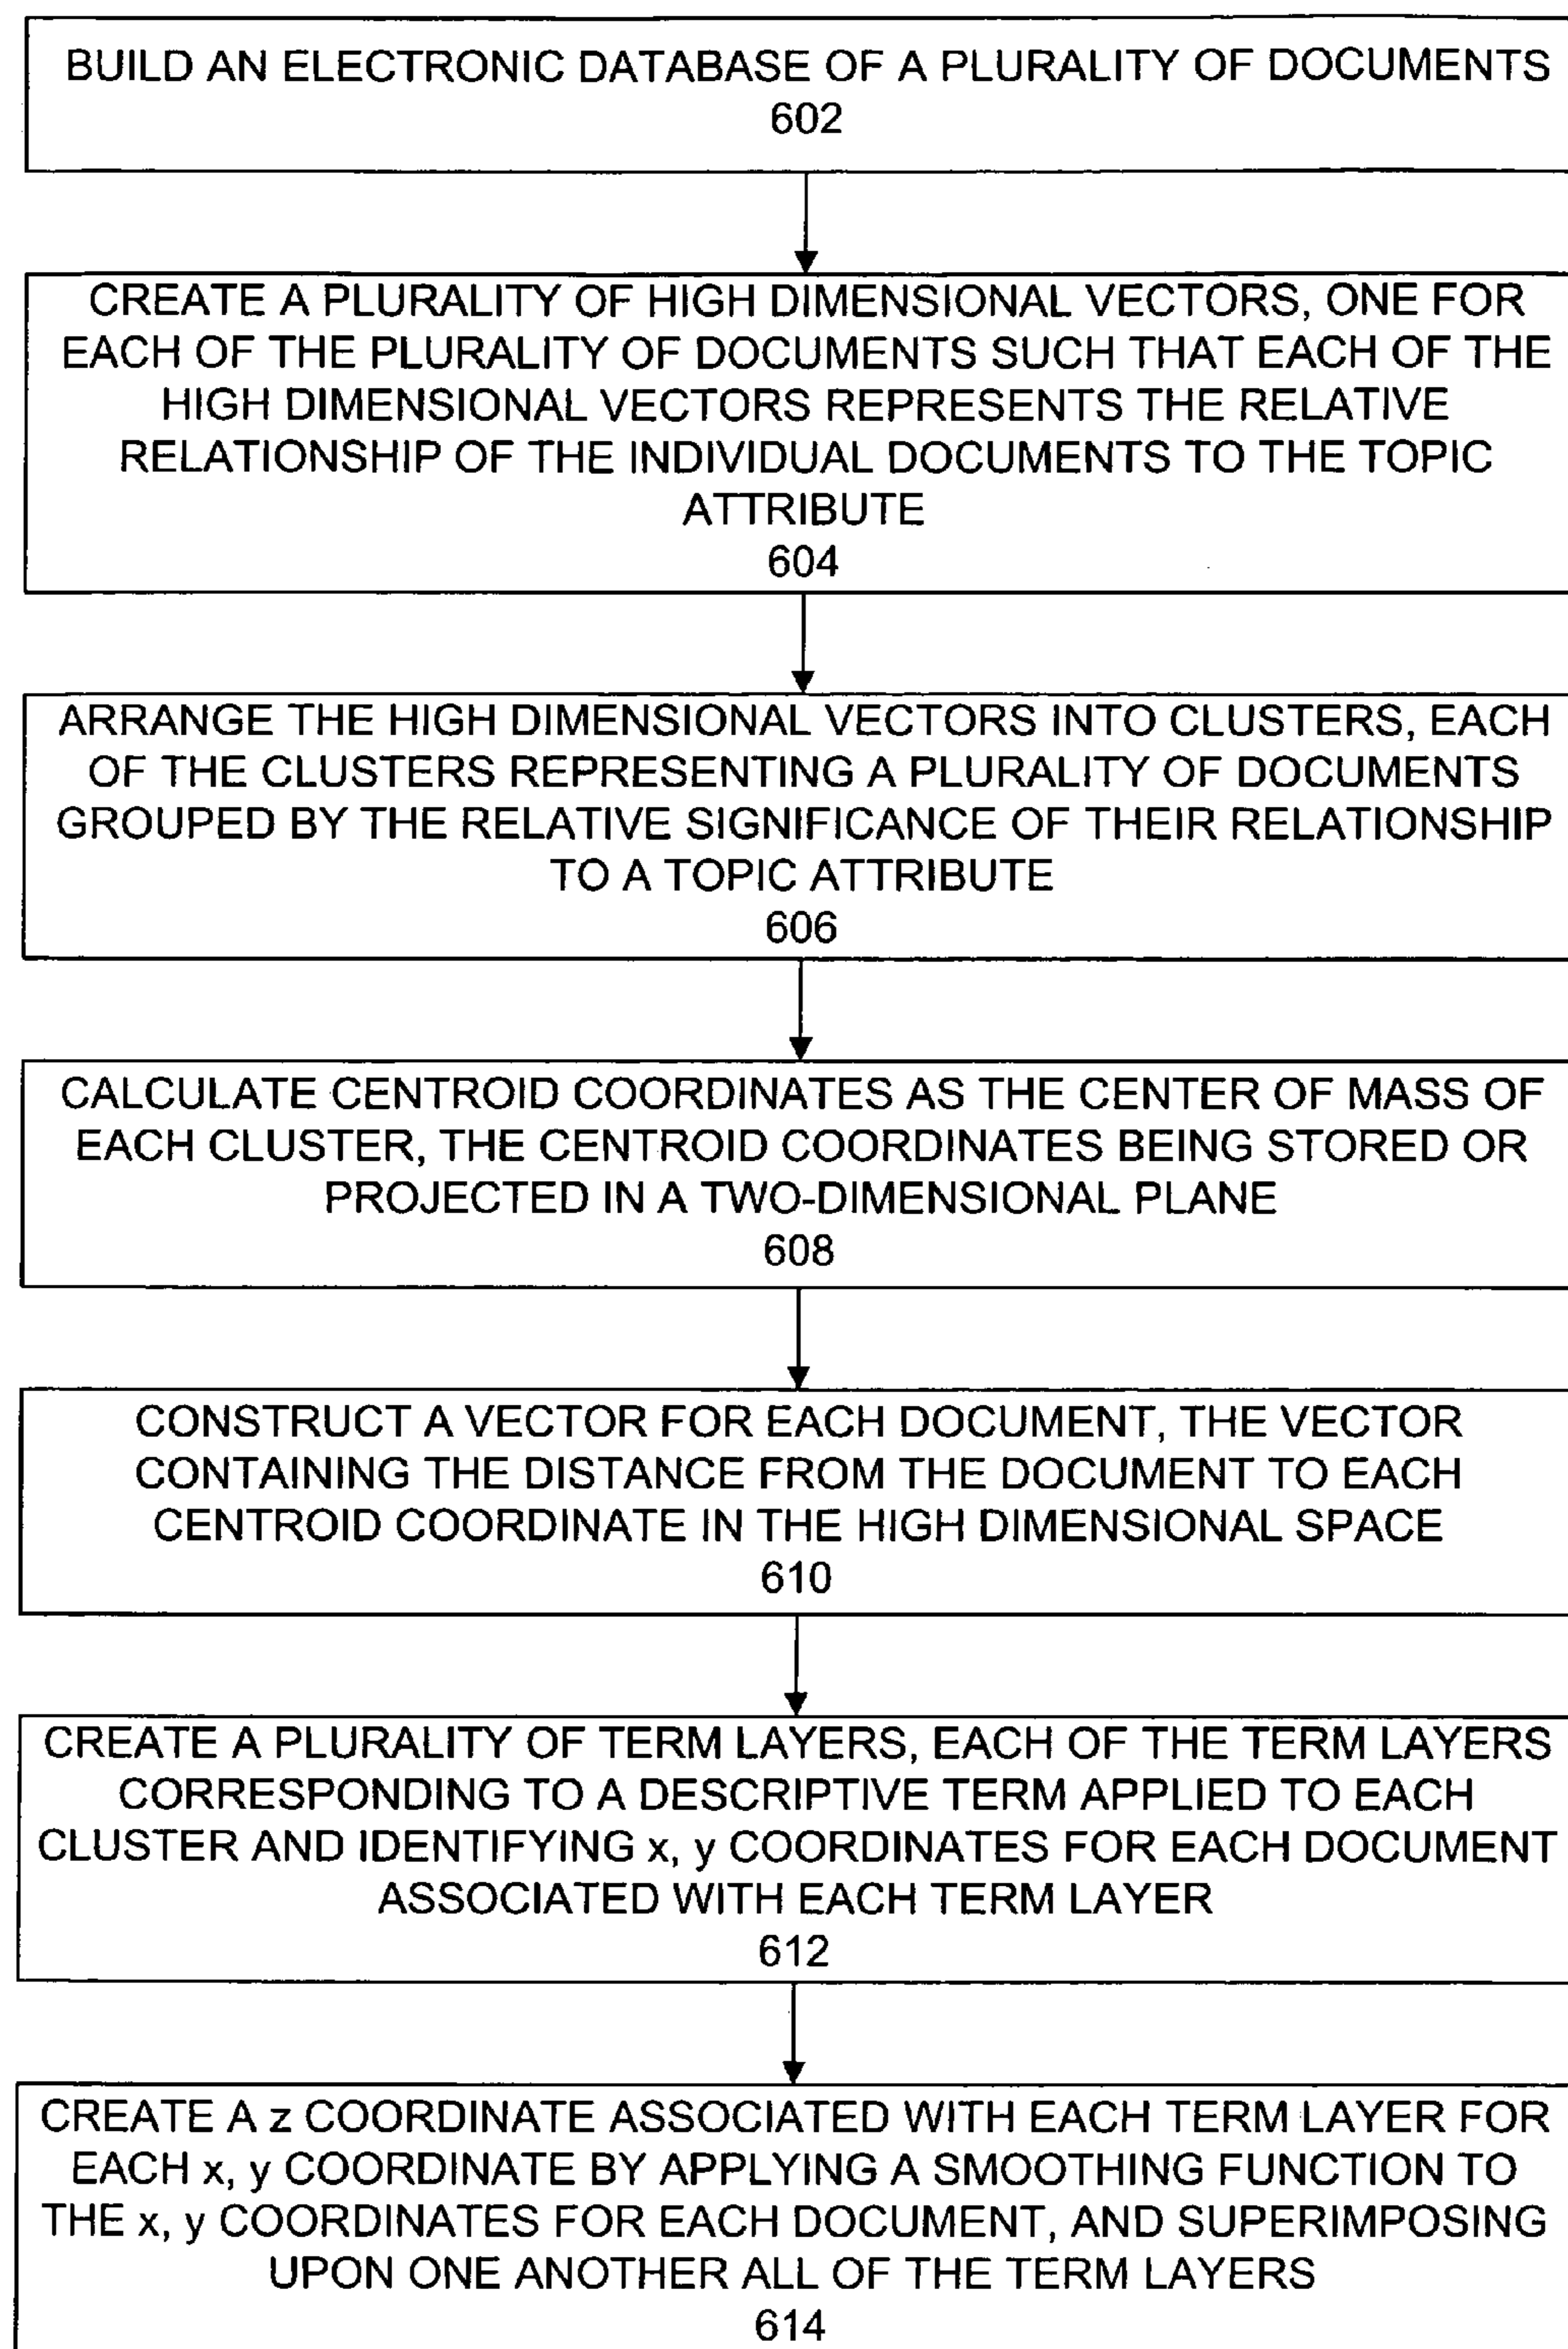 BUILD AN ELECTRONIC DATABASE OF A PLURALITY OF DOCUMENTS
602
CREATE A PLURALITY OF HIGH DIMENSIONAL VECTORS, ONE FOR
EACH OF THE PLURALITY OF DOCUMENTS SUCH THAT EACH OF THE
HIGH DIMENSIONAL VECTORS REPRESENTS THE RELATIVE
RELATIONSHIP OF THE INDIVIDUAL DOCUMENTS TO THE TOPIC
ATTRIBUTE
604
ARRANGE THE HIGH DIMENSIONAL VECTORS INTO CLUSTERS, EACH
OF THE CLUSTERS REPRESENTING A PLURALITY OF DOCUMENTS
GROUPED BY THE RELATIVE SIGNIFICANCE OF THEIR RELATIONSHIP
TO A TOPIC ATTRIBUTE
606
CALCULATE CENTROID COORDINATES AS THE CENTER OF MASS OF
EACH CLUSTER, THE CENTROID COORDINATES BEING STORED OR
PROJECTED IN A TWO-DIMENSIONAL PLANE
608
CONSTRUCT A VECTOR FOR EACH DOCUMENT, THE VECTOR
CONTAINING THE DISTANCE FROM THE DOCUMENT TO EACH
CENTROID COORDINATE IN THE HIGH DIMENSIONAL SPACE
610
CREATE A PLURALITY OF TERM LAYERS, EACH OF THE TERM LAYERS
CORRESPONDING TO A DESCRIPTIVE TERM APPLIED TO EACH
CLUSTER AND IDENTIFYING x, y COORDINATES FOR EACH DOCUMENT
ASSOCIATED WITH EACH TERM LAYER
612
CREATE A z COORDINATE ASSOCIATED WITH EACH TERM LAYER FOR
EACH x, y COORDINATE BY APPLYING A SMOOTHING FUNCTION TO
THE x, y COORDINATES FOR EACH DOCUMENT, AND SUPERIMPOSING
UPON ONE ANOTHER ALL OF THE TERM LAYERS
614